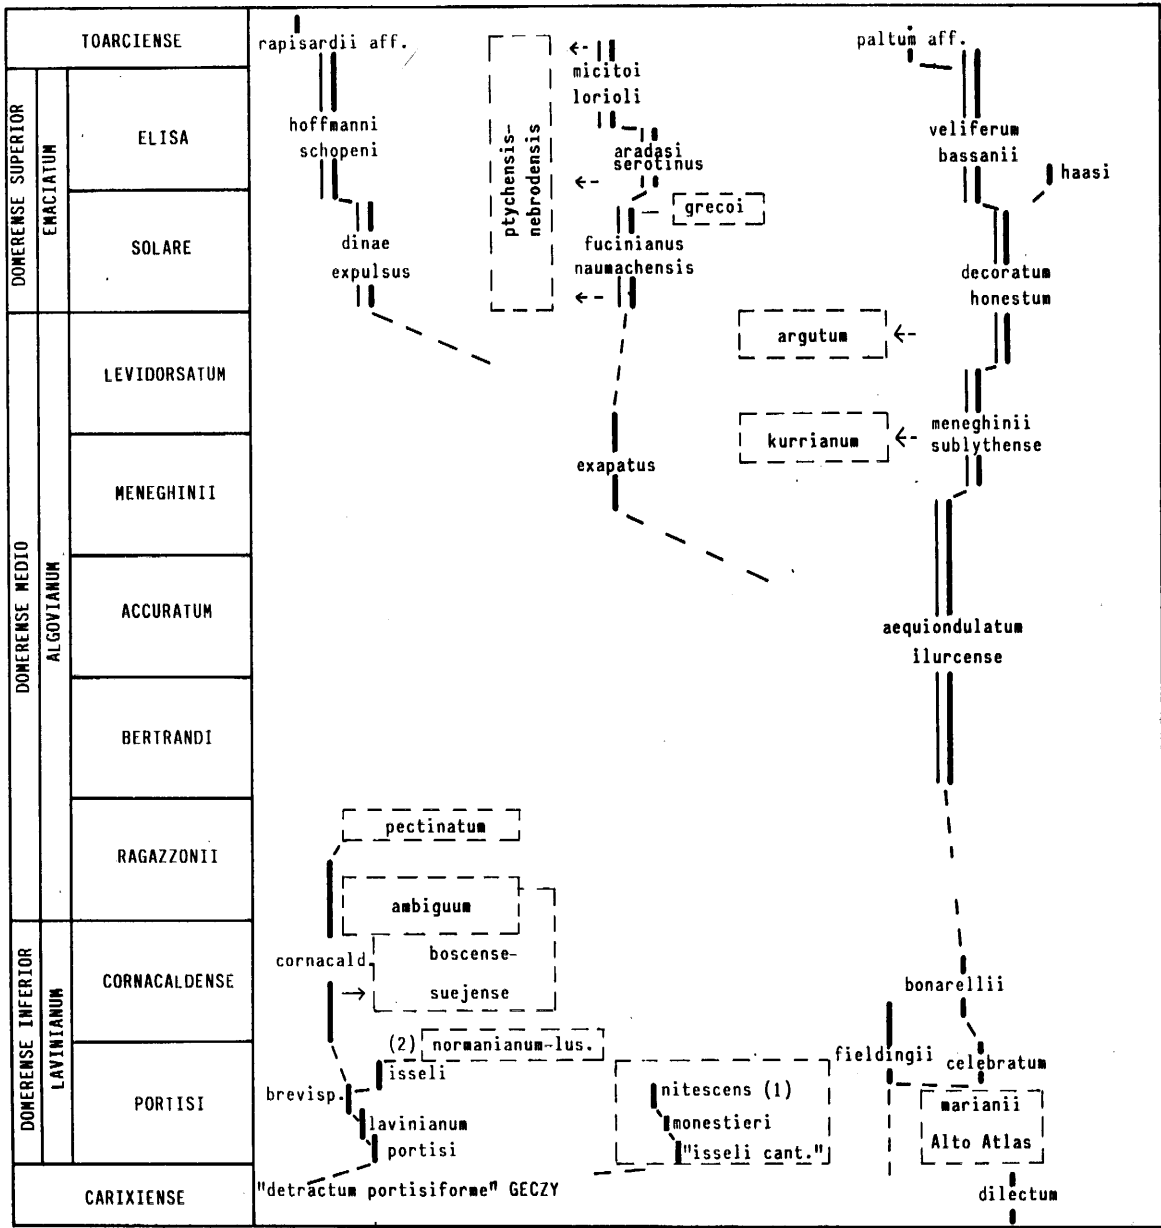 TOARCIENSE
rapisardii aff.
paltum aff.
micitoi
lorioli
DOMERENSE SUPERIOR
EMACIATUM
ELISA
hoffmanni
schopeni
ptychensis-
nebrodensis
aradasi
serotinus
veliferum
bassanii
haasi
grecoi
SOLARE
dinae
expulsus
fucinianus
naumachensis
decoratum
honestum
DOMERENSE MEDIO
ALGOVIANUM
LEVIDORSATUM
argutum
kurrianum
meneghinii
sublythense
MENEGHINII
exapatus
ACCURATUM
aequiondulatum
ilurcense
BERTRANDI
RAGAZZONII
pectinatum
ambiguum
DOMERENSE INFERIOR
LAVINIANUM
CORNACALDENSE
cornacald.
boscense-
suejense
bonarellii
(2) normanianum-lus.
fieldingii
celebratum
PORTISI
isseli
brevisp.
lavinianum
portisi
nitescens (1)
monestieri
"isseli cant."
marianii
Alto Atlas
CARIXIENSE
"detractum portisiforme" GECZY
dilectum